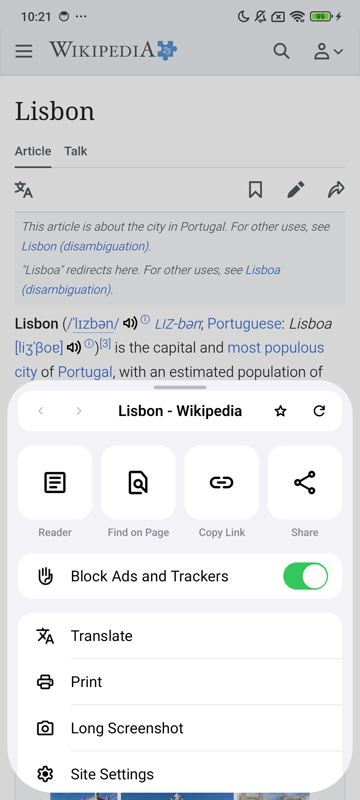 10:21
99
WIKIPEDIA
Lisbon
Article Talk
This article is about the city in Portugal. For other uses, see
Lisbon (disambiguation).
"Lisboa" redirects here. For other uses, see Lisboa
(disambiguation).
Lisbon (/ˈlɪzbən/ LIZ-bən; Portuguese: Lisboa
[liʒˈβoɐ] )[3] is the capital and most populous
city of Portugal, with an estimated population of
Lisbon - Wikipedia
Reader
Find on Page
Copy Link
Share
Block Ads and Trackers
Translate
Print
Long Screenshot
Site Settings